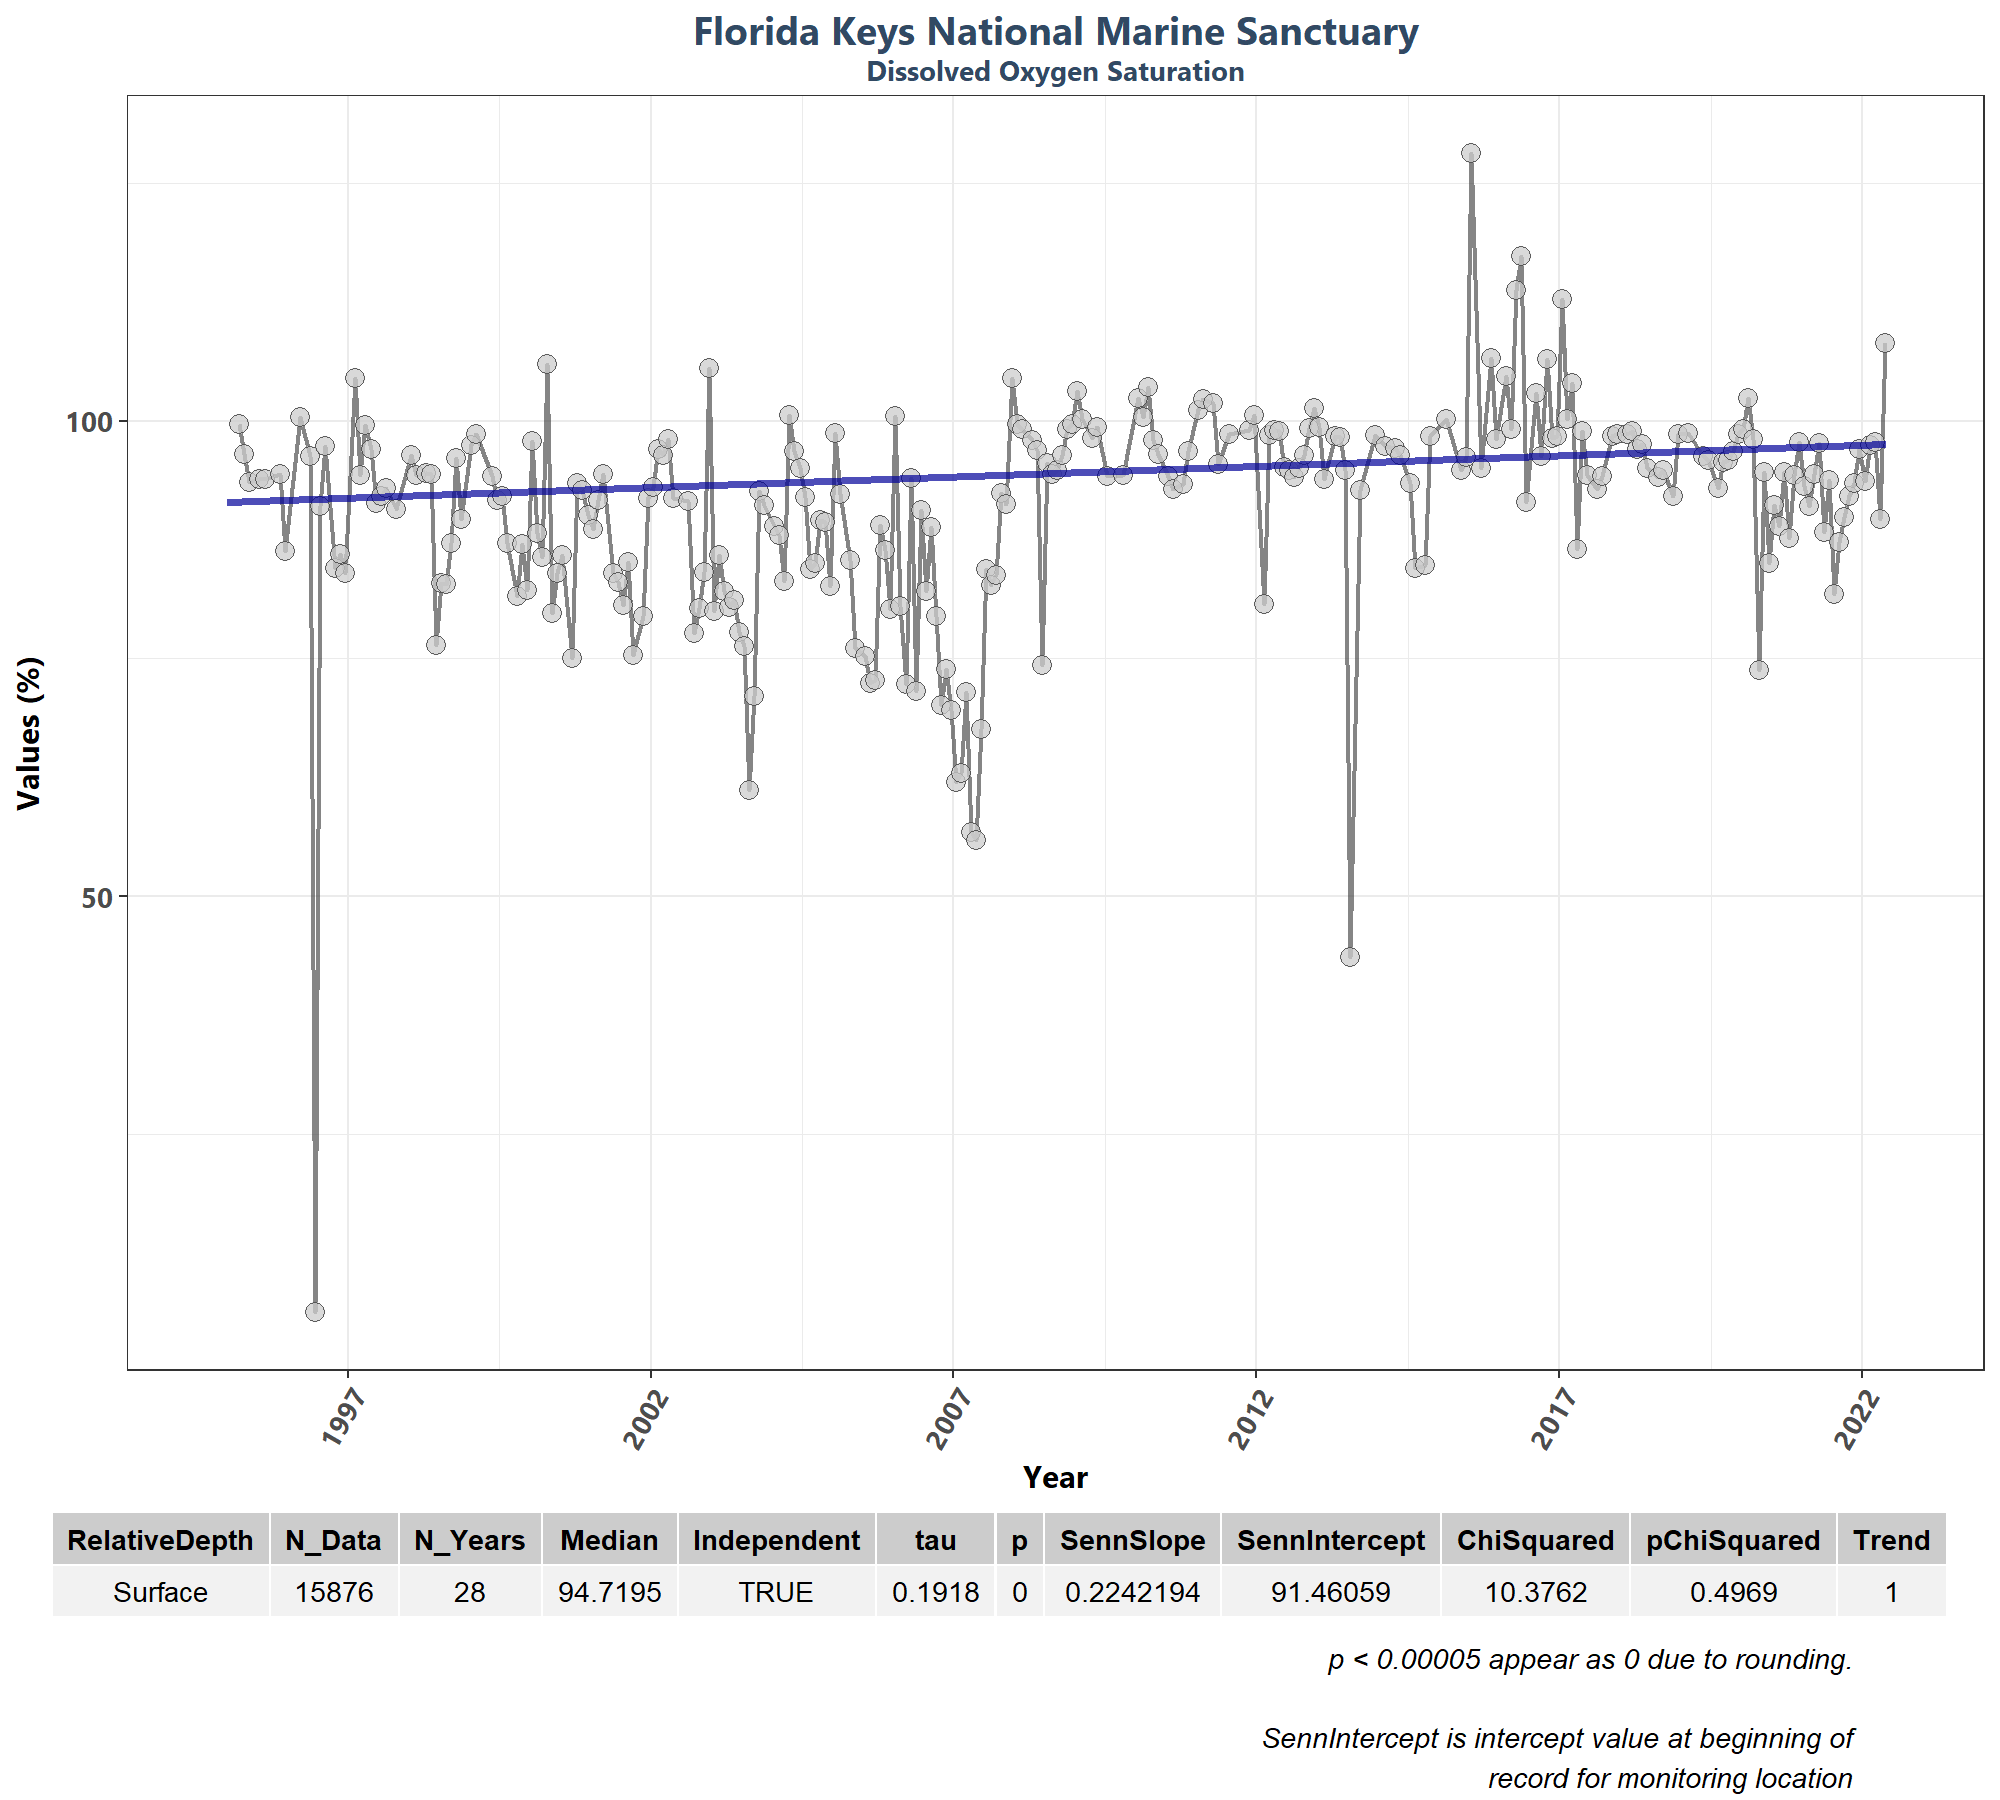 Florida Keys National Marine Sanctuary
Dissolved Oxygen Saturation
Values (%)
100
50
1997 2002 2007 2012 2017 2022
Year
RelativeDepth N_Data N_Years Median Independent tau p SennSlope SennIntercept ChiSquared pChiSquared Trend
Surface 15876 28 94.7195 TRUE 0.1918 0 0.2242194 91.46059 10.3762 0.4969 1
p < 0.00005 appear as 0 due to rounding.
SennIntercept is intercept value at beginning of
record for monitoring location